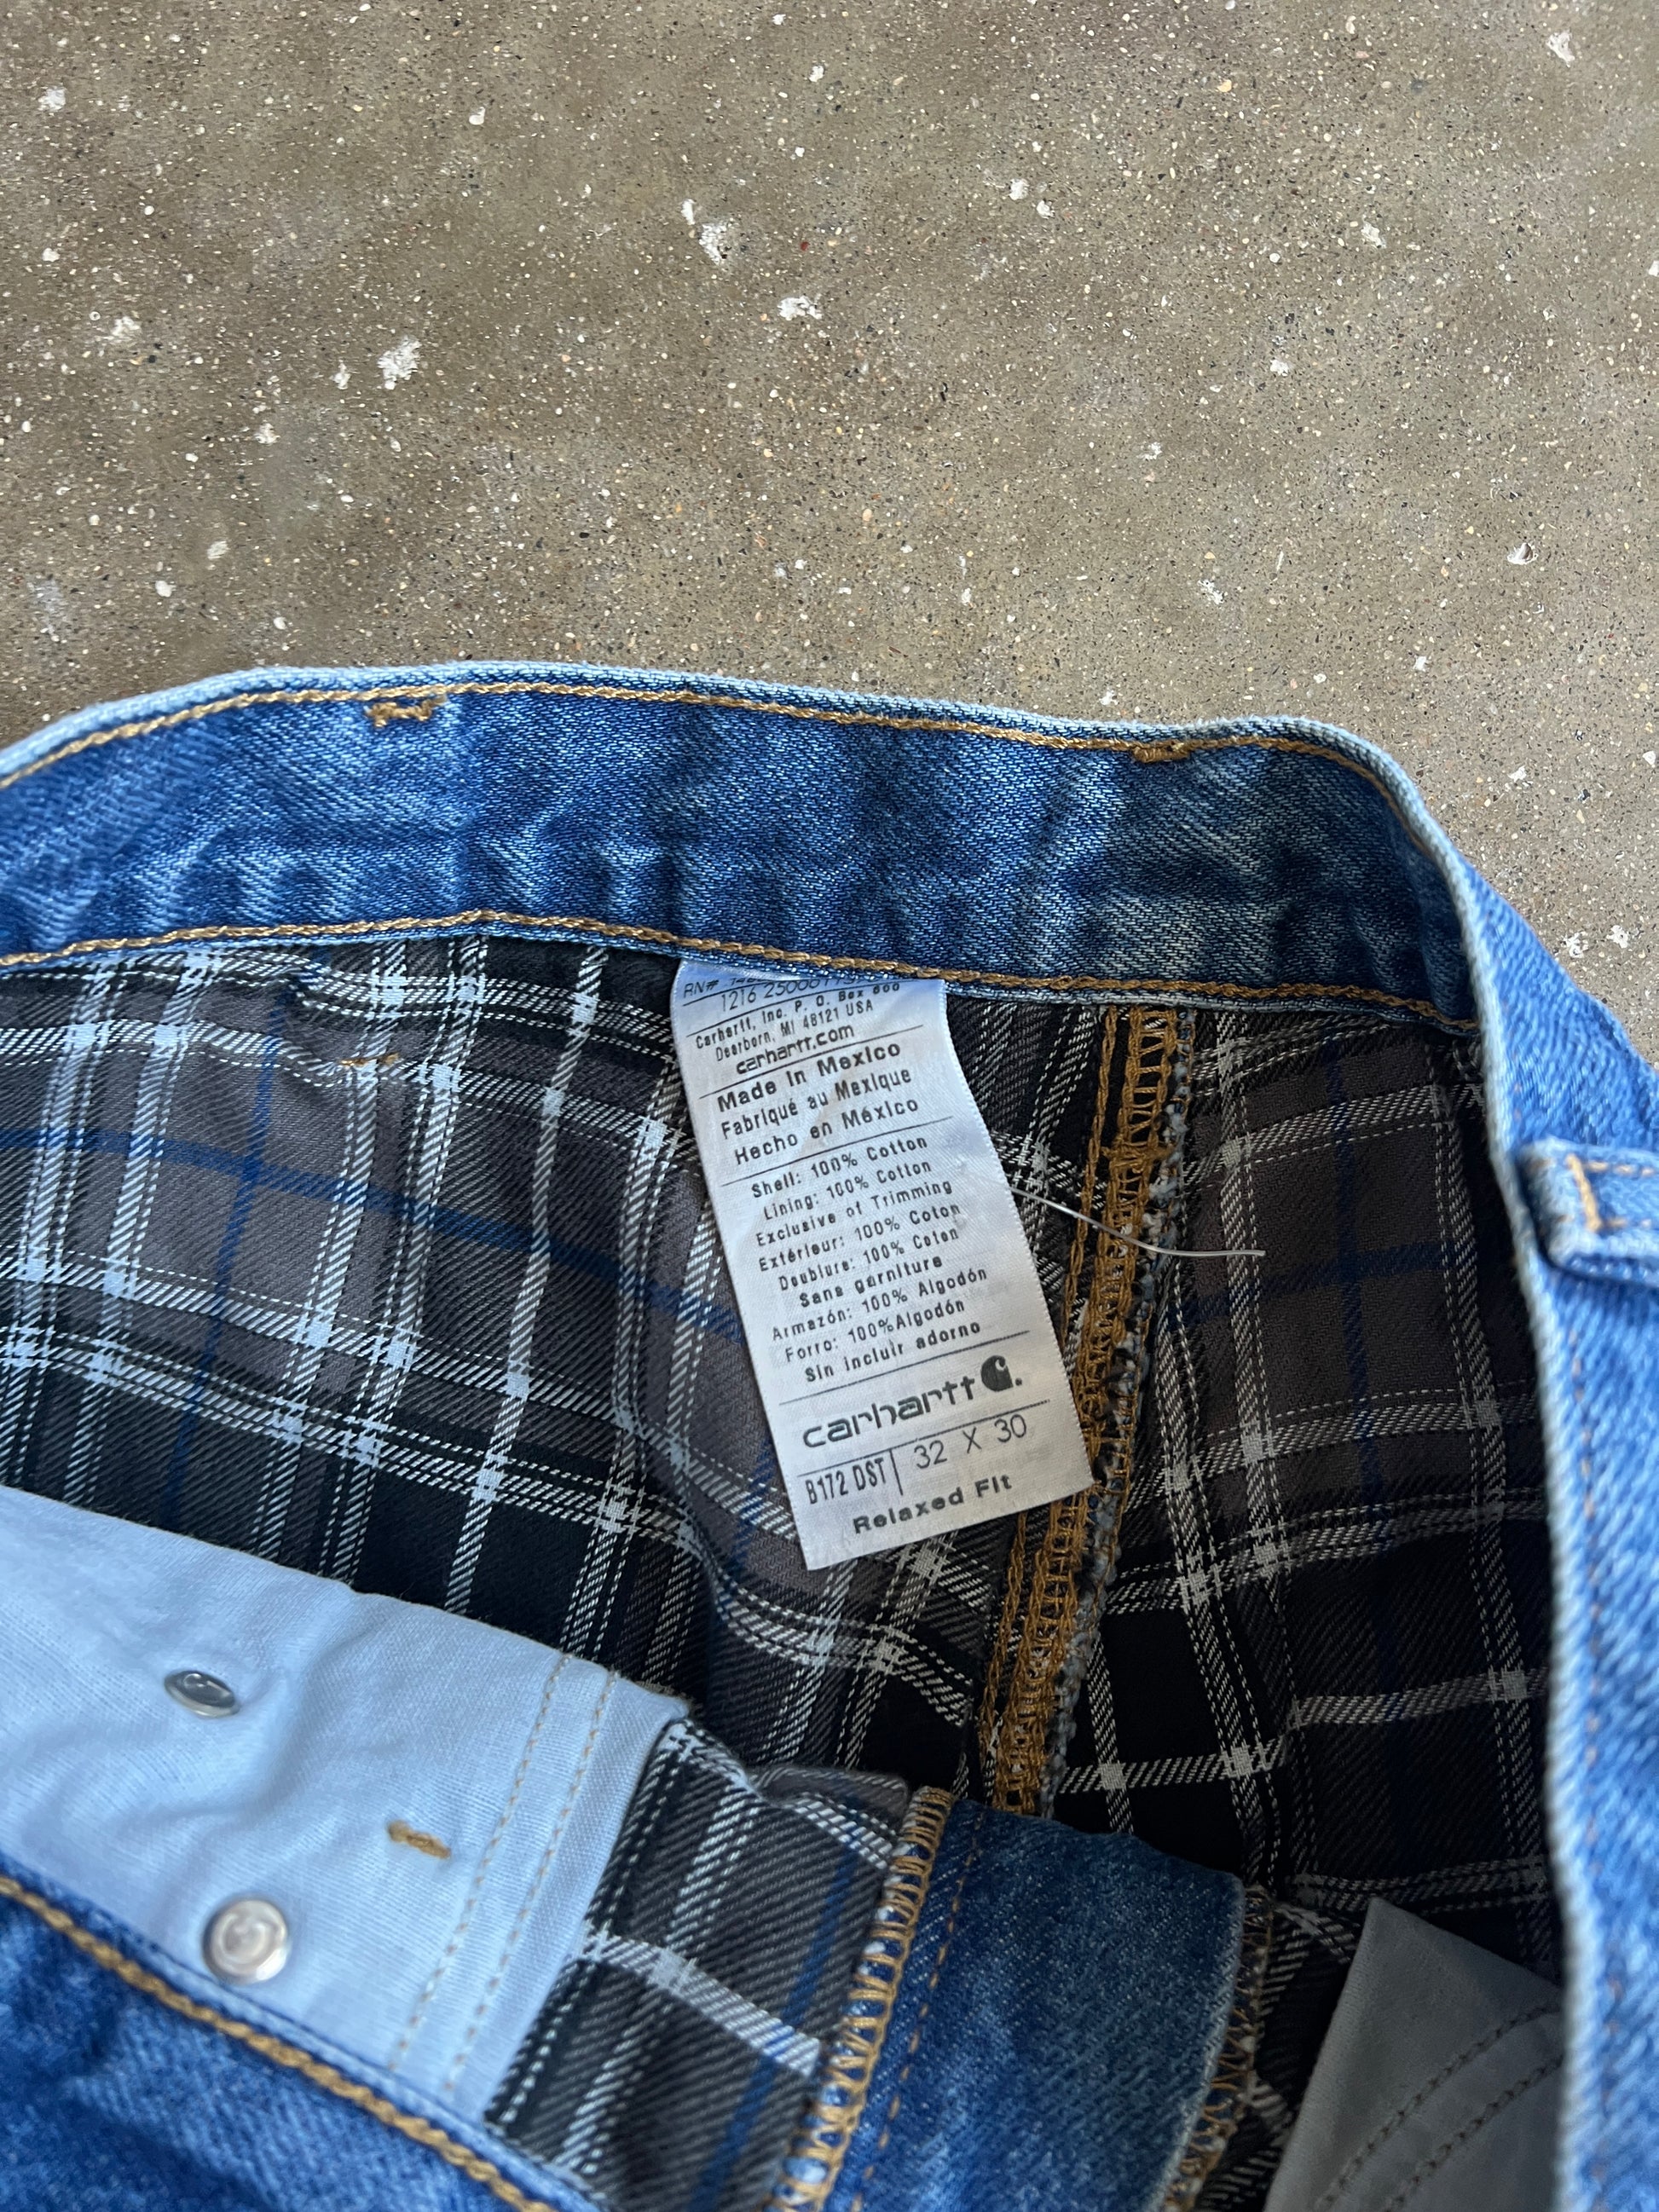 RN#
1216
Carhartt, Inc. P. O. Box 600
Dearborn, MI 48121 USA
carhartt.com
Made in Mexico
Fabriqué au Mexique
Hecho en México
Shell: 100% Cotton
Lining: 100% Cotton
Exclusive of Trimming
Extérieur: 100% Coton
Doublure: 100% Coton
Sans garniture
Armazón: 100% Algodón
Forro: 100%Algodón
Sin incluir adorno
carhartt
B172 DST 32 X 30
Relaxed Fit